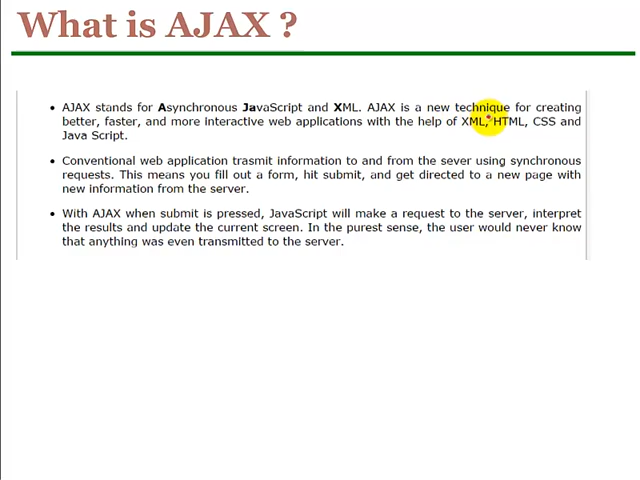 What is AJAX ?
• AJAX stands for Asynchronous JavaScript and XML. AJAX is a new technique for creating
better, faster, and more interactive web applications with the help of XML, HTML, CSS and
Java Script.
• Conventional web application trasmit information to and from the sever using synchronous
requests. This means you fill out a form, hit submit, and get directed to a new page with
new information from the server.
• With AJAX when submit is pressed, JavaScript will make a request to the server, interpret
the results and update the current screen. In the purest sense, the user would never know
that anything was even transmitted to the server.